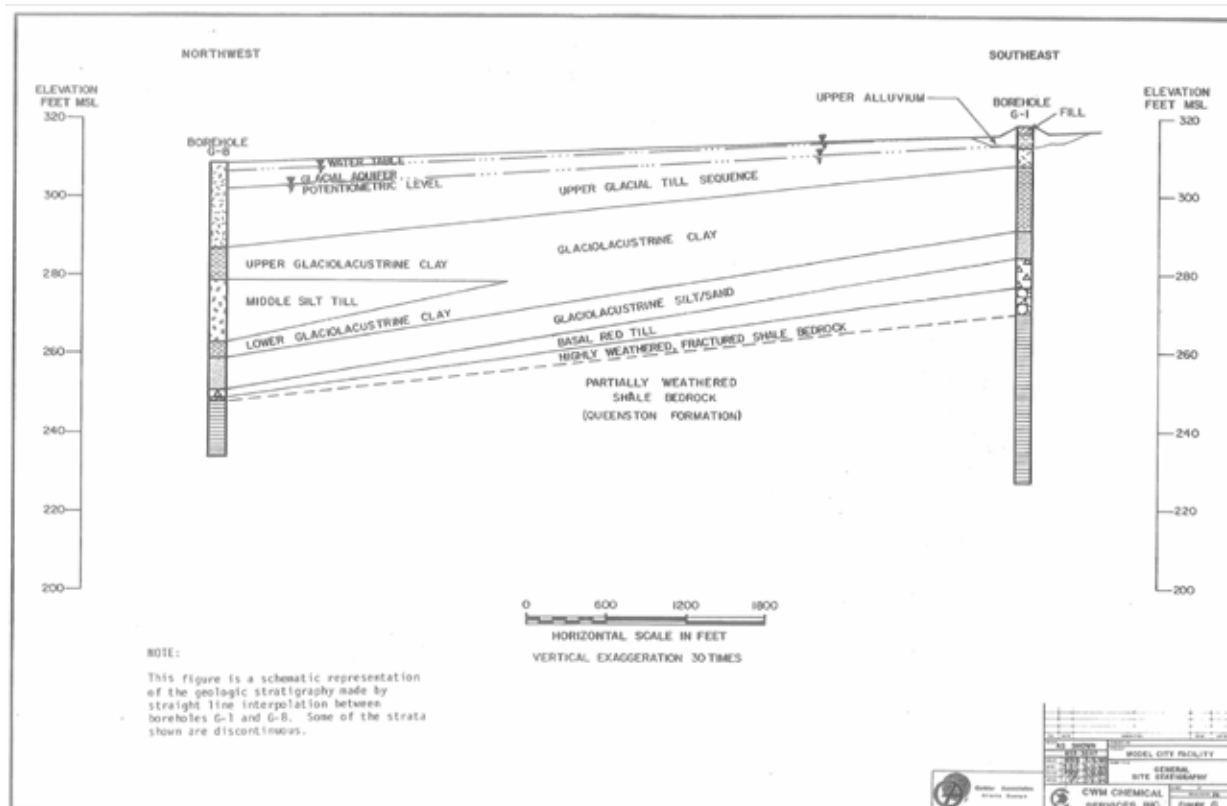 NORTHWEST
SOUTHEAST
ELEVATION
FEET MSL
ELEVATION
FEET MSL
UPPER ALLUVIUM
BOREHOLE
G-1
FILL
BOREHOLE
G-8
320
300
280
260
240
220
200
320
300
280
260
240
220
200
WATER TABLE
GLACIAL AQUIFER
POTENTIOMETRIC LEVEL
UPPER GLACIAL TILL SEQUENCE
GLACIOLACUSTRINE CLAY
UPPER GLACIOLACUSTRINE CLAY
MIDDLE SILT TILL
LOWER GLACIOLACUSTRINE CLAY
GLACIOLACUSTRINE SILT/SAND
BASAL RED TILL
HIGHLY WEATHERED, FRACTURED SHALE BEDROCK
PARTIALLY WEATHERED
SHALE BEDROCK
(QUEENSTON FORMATION)
0 600 1200 1800
HORIZONTAL SCALE IN FEET
VERTICAL EXAGGERATION 30 TIMES
NOTE:
This figure is a schematic representation
of the geologic stratigraphy made by
straight line interpolation between
boreholes G-1 and G-8. Some of the strata
shown are discontinuous.
AS SHOWN
MODEL CITY FACILITY
GENERAL
SITE STRATIGRAPHY
Golder Associates
CWM CHEMICAL
SERVICES, INC.